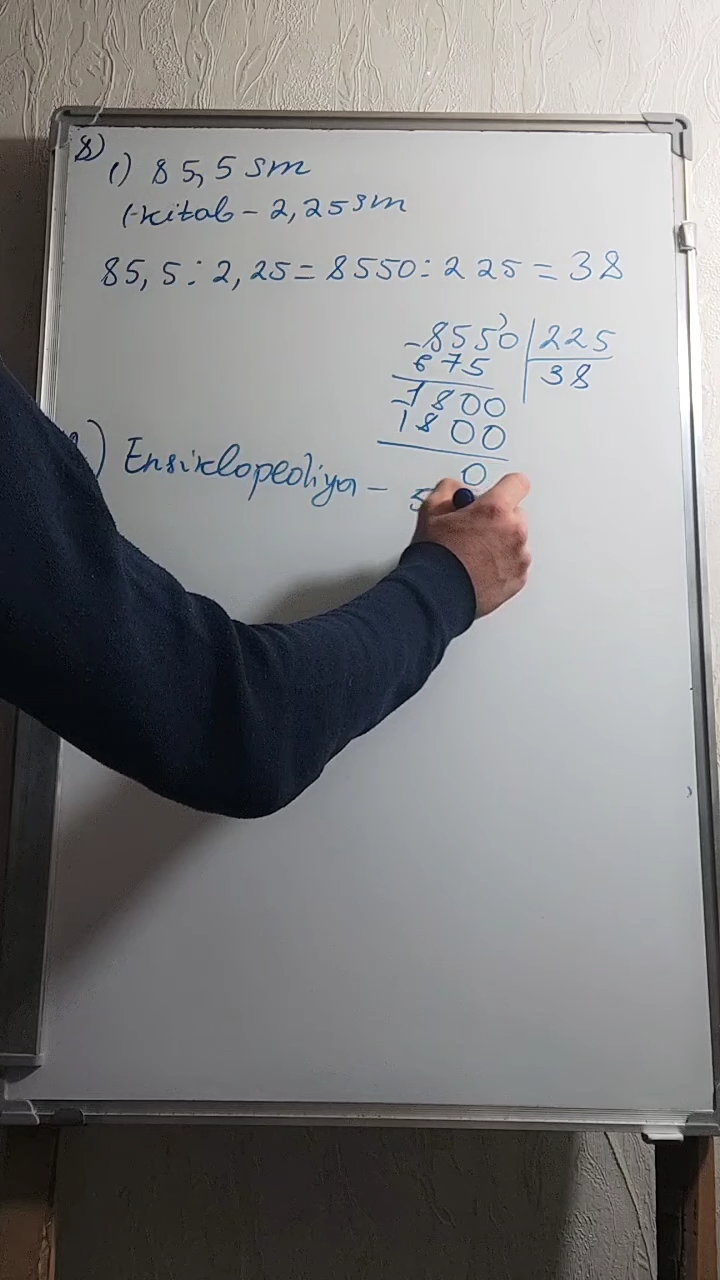 8)
1) 85,5 sm
1-kitab - 2,25 sm
85,5 : 2,25 = 8550 : 225 = 38
-8550 225
675 38
-1800
1800
0
) Ensiklopediya - 5